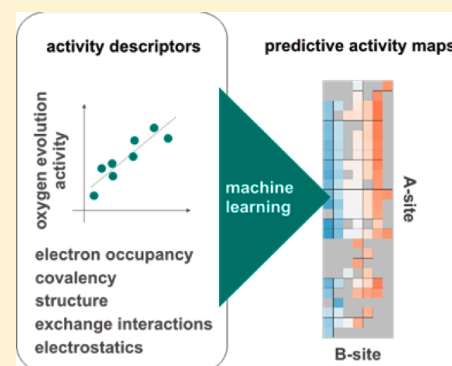 activity descriptors
oxygen evolution
activity
electron occupancy
covalency
structure
exchange interactions
electrostatics
machine
learning
predictive activity maps
A-site
B-site